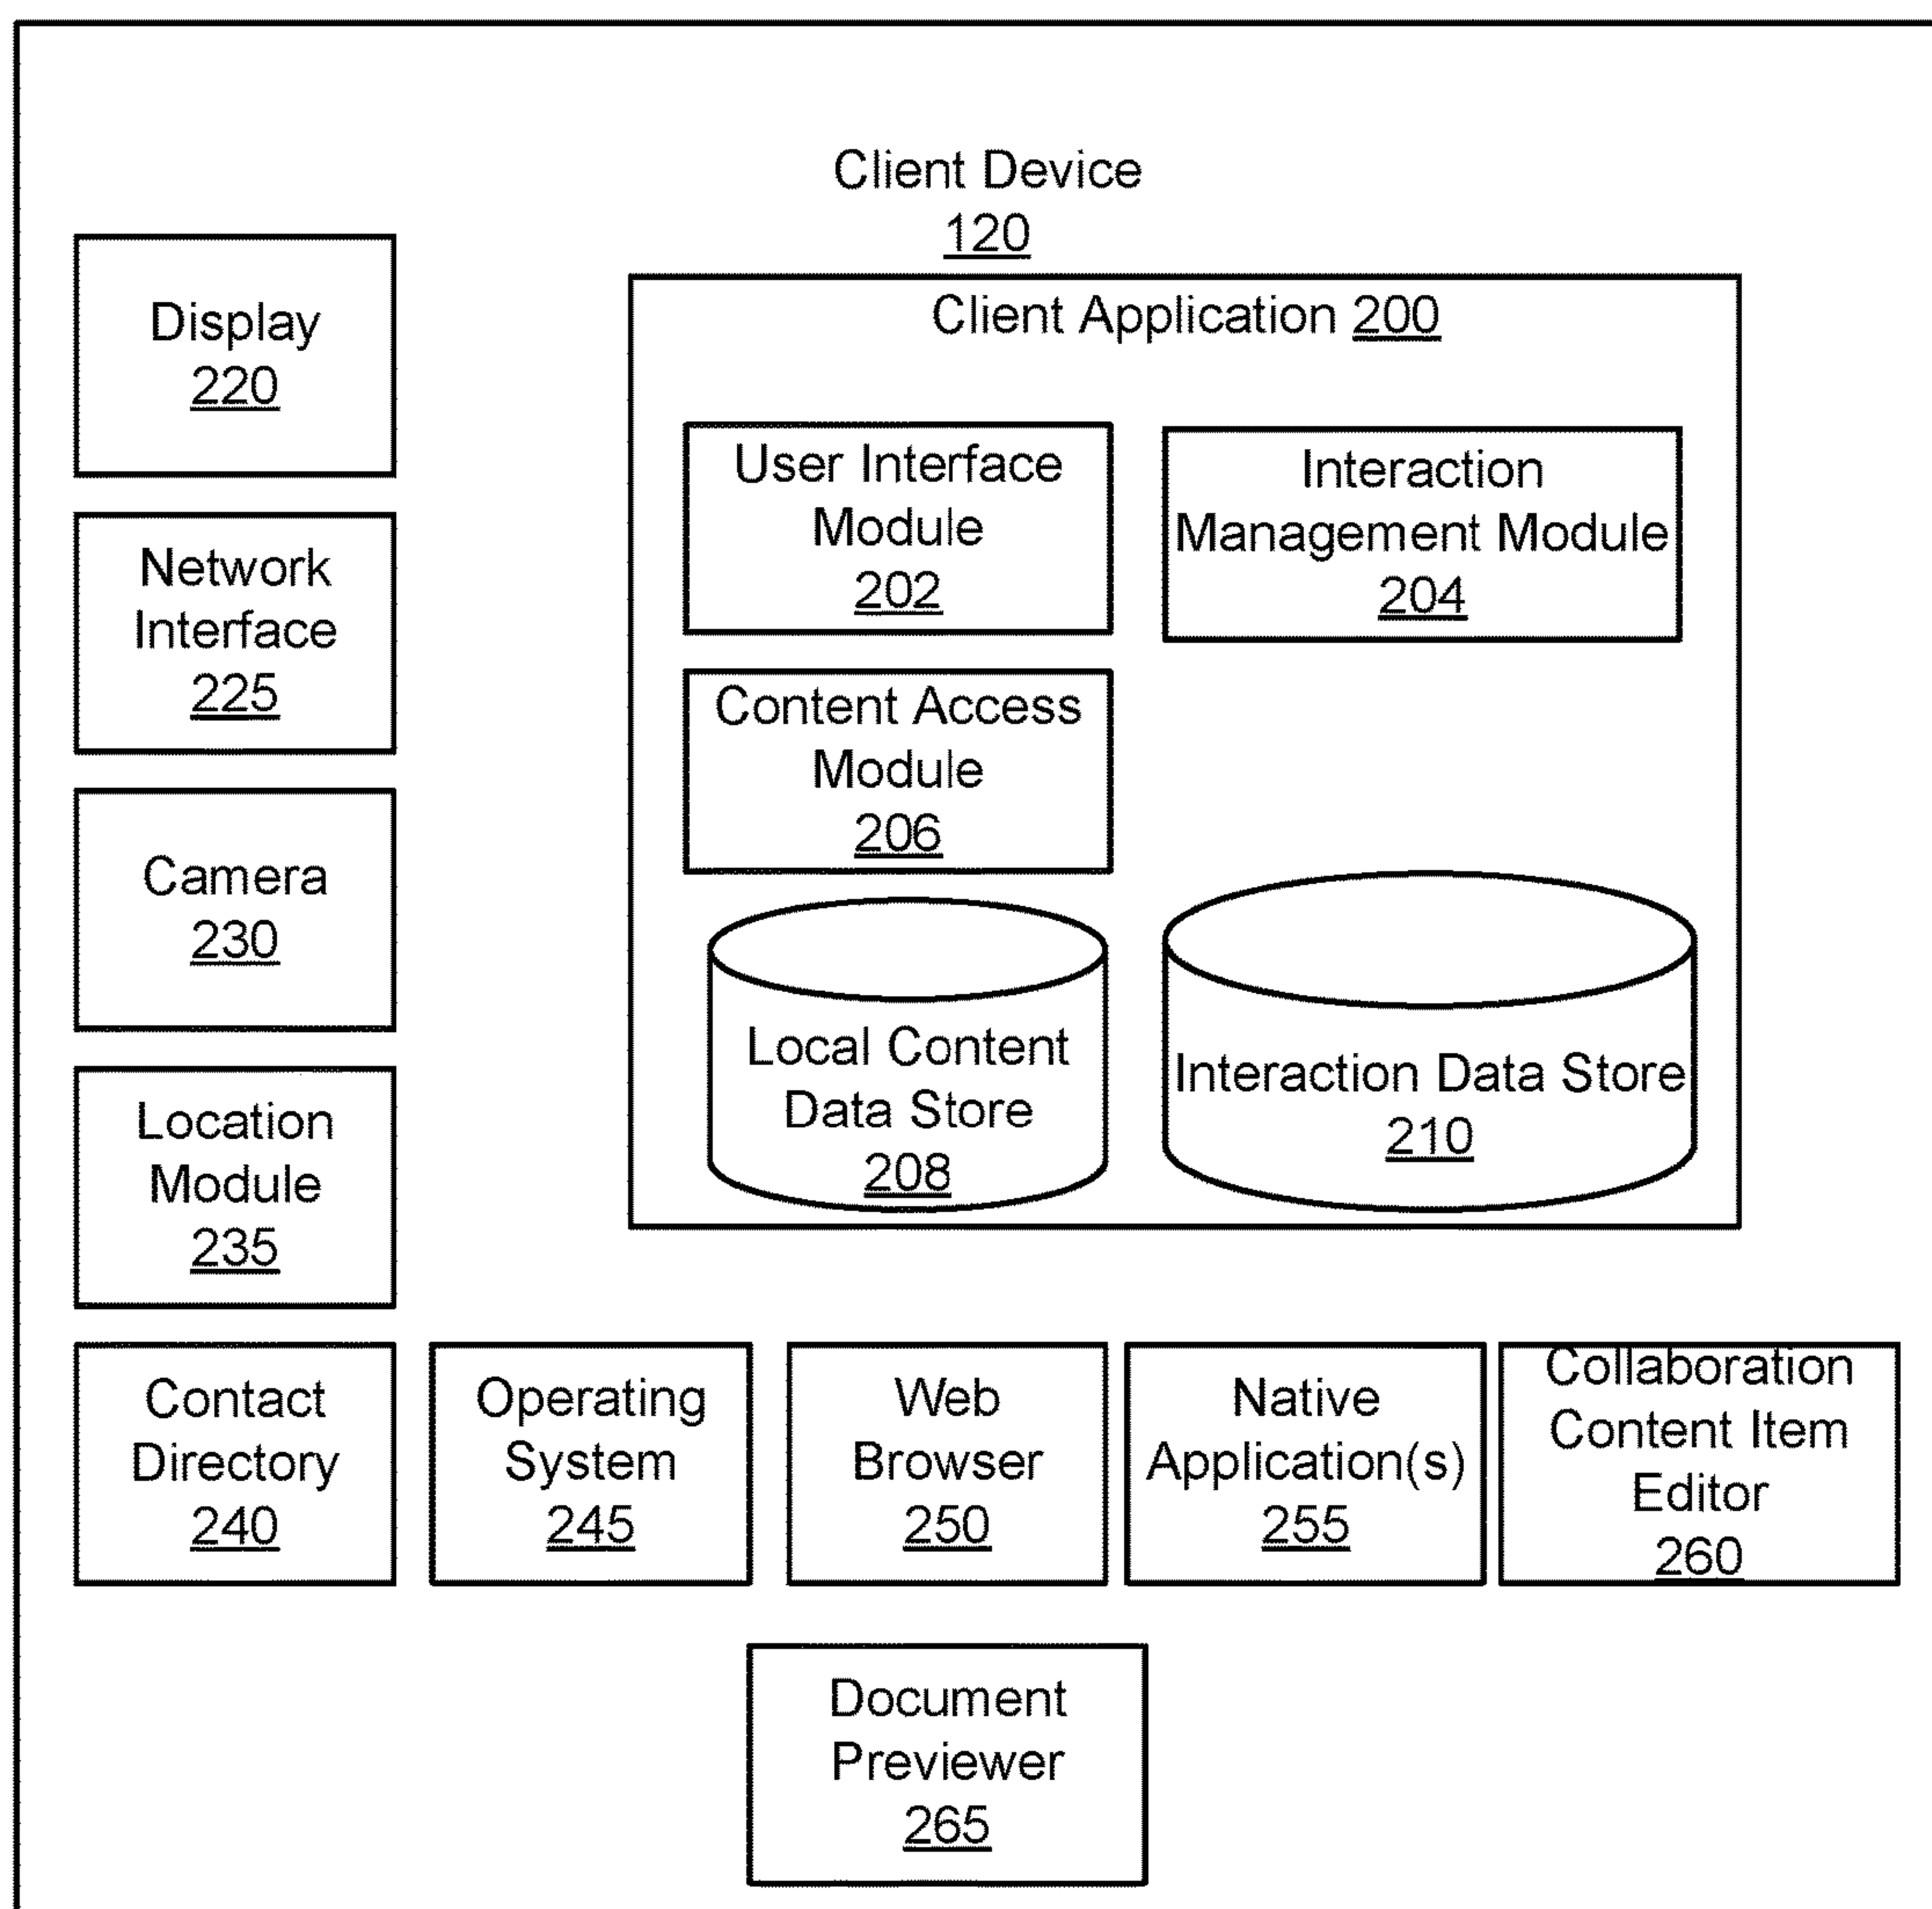 Client Device
120
Display
220
Network
Interface
225
Camera
230
Location
Module
235
Client Application 200
User Interface
Module
202
Interaction
Management Module
204
Content Access
Module
206
Local Content
Data Store
208
Interaction Data Store
210
Contact
Directory
240
Operating
System
245
Web
Browser
250
Native
Application(s)
255
Collaboration
Content Item
Editor
260
Document
Previewer
265